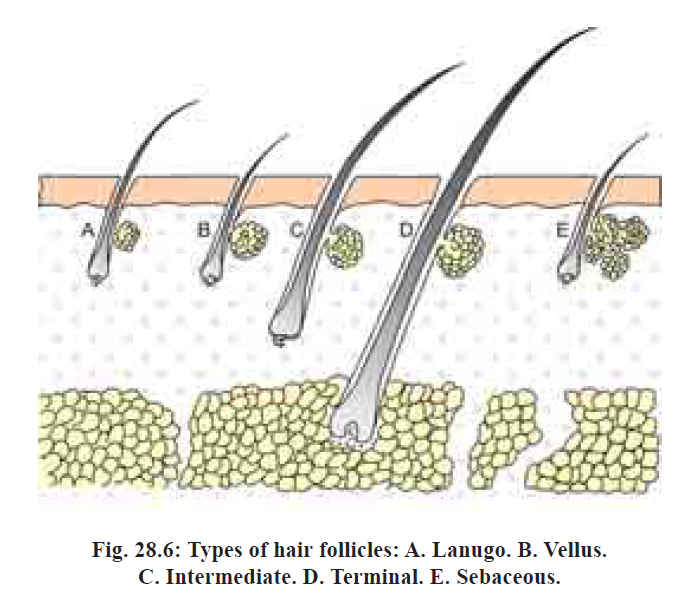 A B C D E
Fig. 28.6: Types of hair follicles: A. Lanugo. B. Vellus.
C. Intermediate. D. Terminal. E. Sebaceous.